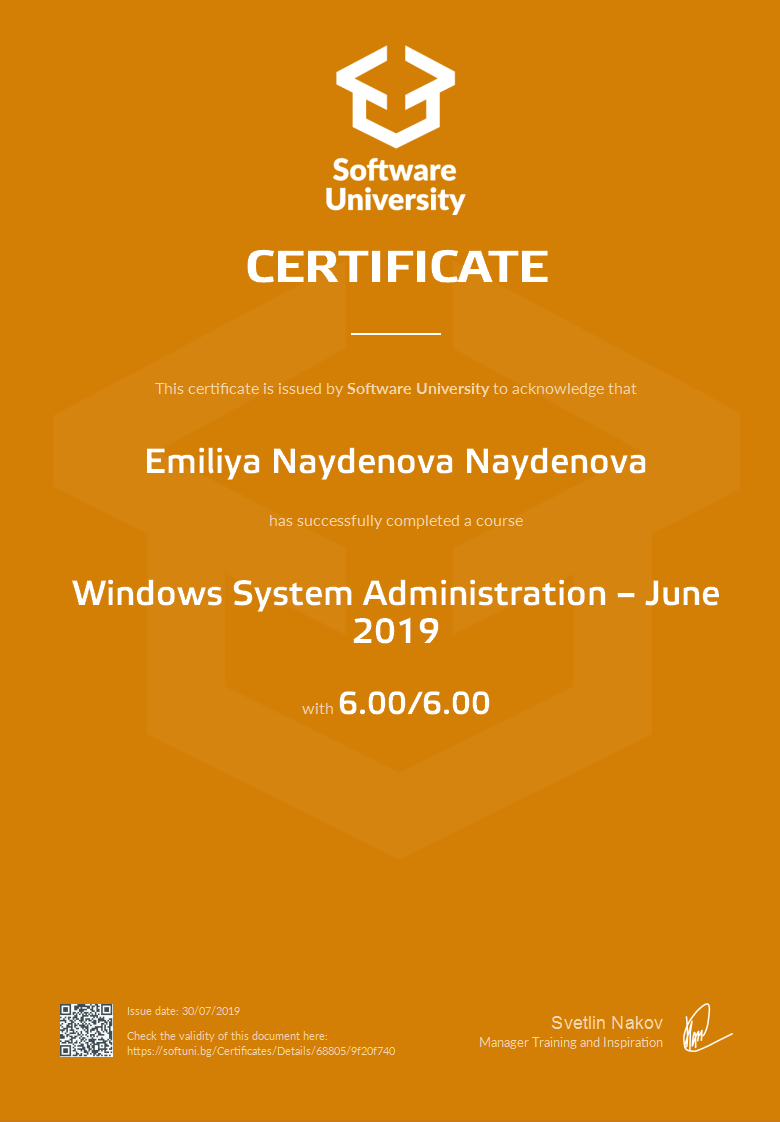 Software
University
CERTIFICATE
This certificate is issued by Software University to acknowledge that
Emiliya Naydenova Naydenova
has successfully completed a course
Windows System Administration – June
2019
with 6.00/6.00
Issue date: 30/07/2019
Check the validity of this document here:
https://softuni.bg/Certificates/Details/68805/9f20f740
Svetlin Nakov
Manager Training and Inspiration